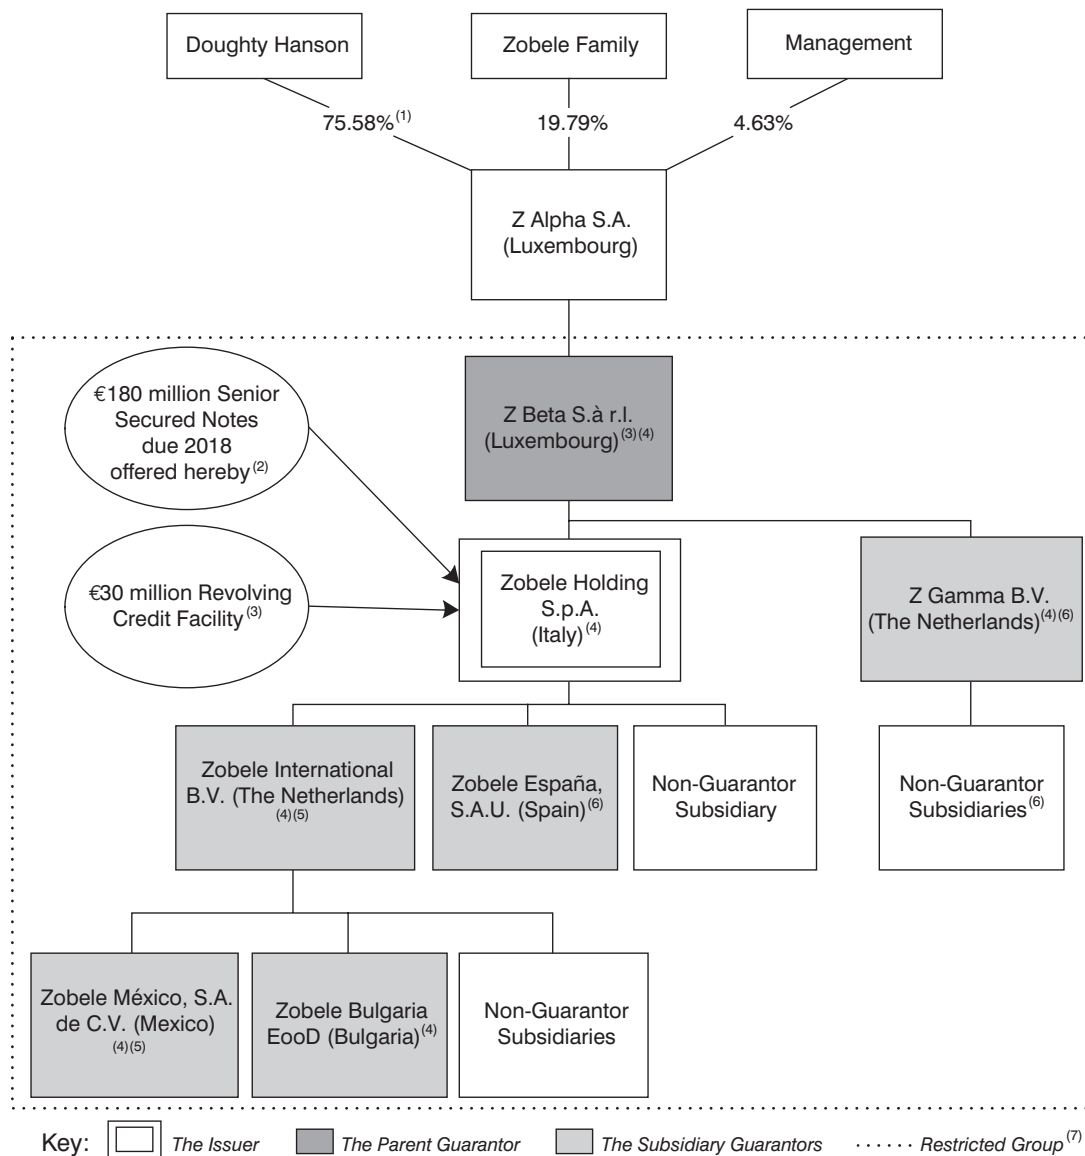 Doughty Hanson
Zobele Family
Management
75.58%(1)
19.79%
4.63%
Z Alpha S.A.
(Luxembourg)
€180 million Senior
Secured Notes
due 2018
offered hereby(2)
Z Beta S.à r.l.
(Luxembourg)(3)(4)
€30 million Revolving
Credit Facility(3)
Zobele Holding
S.p.A.
(Italy)(4)
Z Gamma B.V.
(The Netherlands)(4)(6)
Zobele International
B.V. (The Netherlands)
(4)(5)
Zobele España,
S.A.U. (Spain)(6)
Non-Guarantor
Subsidiary
Non-Guarantor
Subsidiaries(6)
Zobele México, S.A.
de C.V. (Mexico)
(4)(5)
Zobele Bulgaria
EooD (Bulgaria)(4)
Non-Guarantor
Subsidiaries
Key:
The Issuer
The Parent Guarantor
The Subsidiary Guarantors
Restricted Group(7)